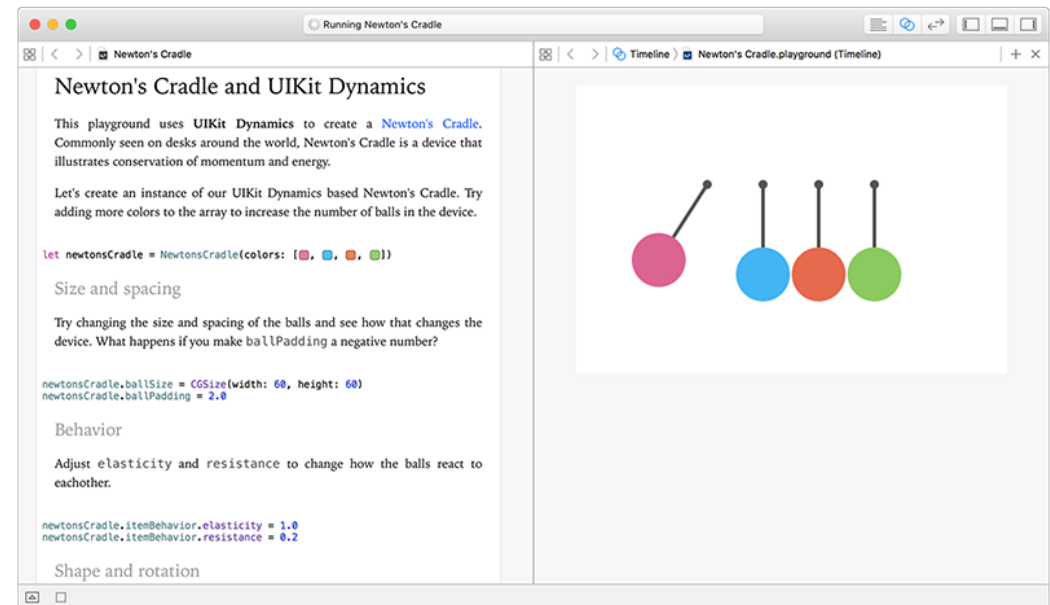 Running Newton's Cradle
Newton's Cradle
Timeline
Newton's Cradle.playground (Timeline)
Newton's Cradle and UIKit Dynamics
This playground uses UIKit Dynamics to create a Newton's Cradle.
Commonly seen on desks around the world, Newton's Cradle is a device that
illustrates conservation of momentum and energy.
Let's create an instance of our UIKit Dynamics based Newton's Cradle. Try
adding more colors to the array to increase the number of balls in the device.
let newtonsCradle = NewtonsCradle(colors: [ , , , ])
Size and spacing
Try changing the size and spacing of the balls and see how that changes the
device. What happens if you make ballPadding a negative number?
newtonsCradle.ballSize = CGSize(width: 60, height: 60)
newtonsCradle.ballPadding = 2.0
Behavior
Adjust elasticity and resistance to change how the balls react to
eachother.
newtonsCradle.itemBehavior.elasticity = 1.0
newtonsCradle.itemBehavior.resistance = 0.2
Shape and rotation